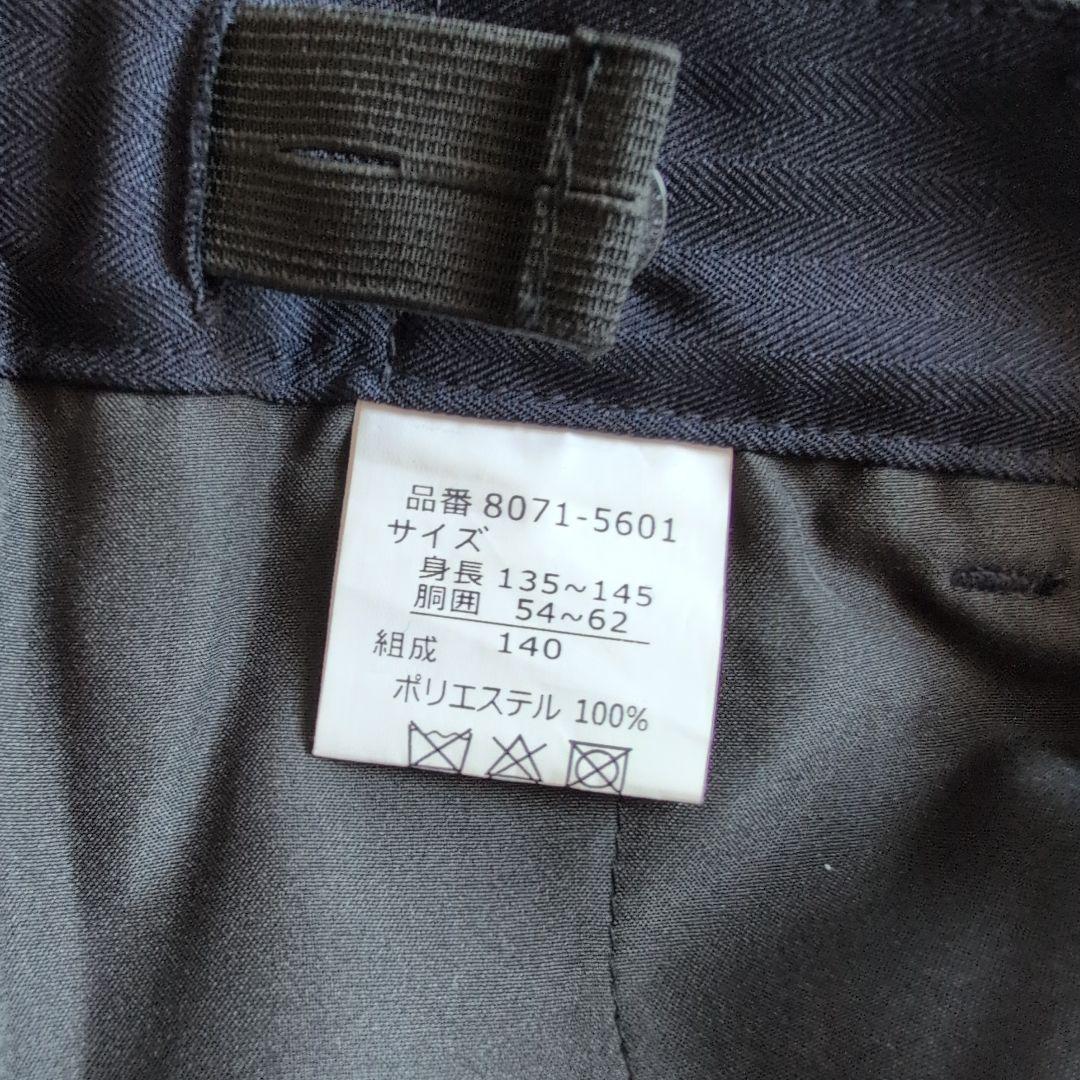 品番 8071-5601
サイズ
身長 135~145
胴囲 54~62
組成 140
ポリエステル 100%